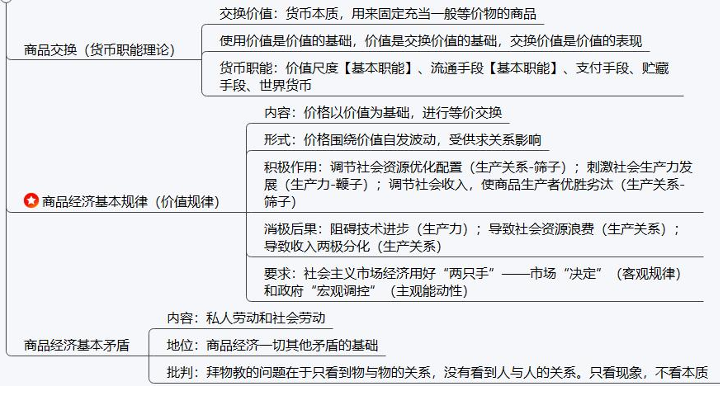 交换价值：货币本质，用来固定充当一般等价物的商品
商品交换（货币职能理论）
使用价值是价值的基础，价值是交换价值的基础，交换价值是价值的表现
货币职能：价值尺度【基本职能】、流通手段【基本职能】、支付手段、贮藏
手段、世界货币
内容：价格以价值为基础，进行等价交换
形式：价格围绕价值自发波动，受供求关系影响
商品经济基本规律（价值规律）
积极作用：调节社会资源优化配置（生产关系-筛子）；刺激社会生产力发
展（生产力-鞭子）；调节社会收入，使商品生产者优胜劣汰（生产关系-
筛子）
消极后果：阻碍技术进步（生产力）；导致社会资源浪费（生产关系）；
导致收入两极分化（生产关系）
要求：社会主义市场经济用好“两只手”——市场“决定”（客观规律）
和政府“宏观调控”（主观能动性）
商品经济基本矛盾
内容：私人劳动和社会劳动
地位：商品经济一切其他矛盾的基础
批判：拜物教的问题在于只看到物与物的关系，没有看到人与人的关系。只看现象，不看本质